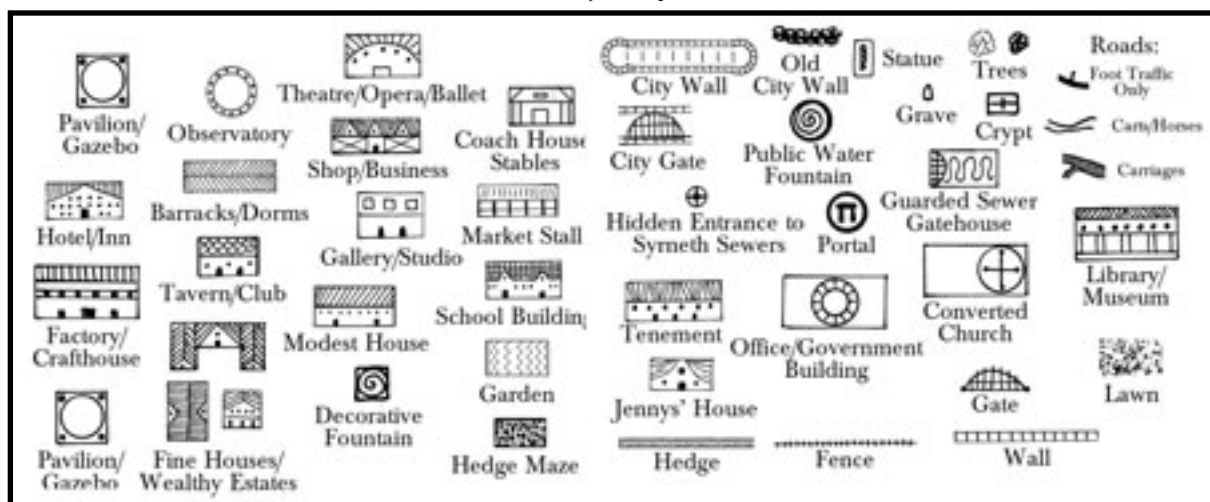 Pavilion/
Gazebo
Observatory
Theatre/Opera/Ballet
Coach House
Stables
Shop/Business
Hotel/Inn
Barracks/Dorms
Gallery/Studio
Market Stall
Factory/
Crafthouse
Tavern/Club
Modest House
School Building
Garden
Pavilion/
Gazebo
Fine Houses/
Wealthy Estates
Decorative
Fountain
Hedge Maze
City Wall
Old
City Wall
Statue
Trees
Grave
Crypt
Roads:
Foot Traffic
Only
Carts/Horses
Carriages
City Gate
Public Water
Fountain
Guarded Sewer
Gatehouse
Hidden Entrance to
Syrneth Sewers
Portal
Library/
Museum
Tenement
Office/Government
Building
Converted
Church
Jennys' House
Gate
Lawn
Hedge
Fence
Wall